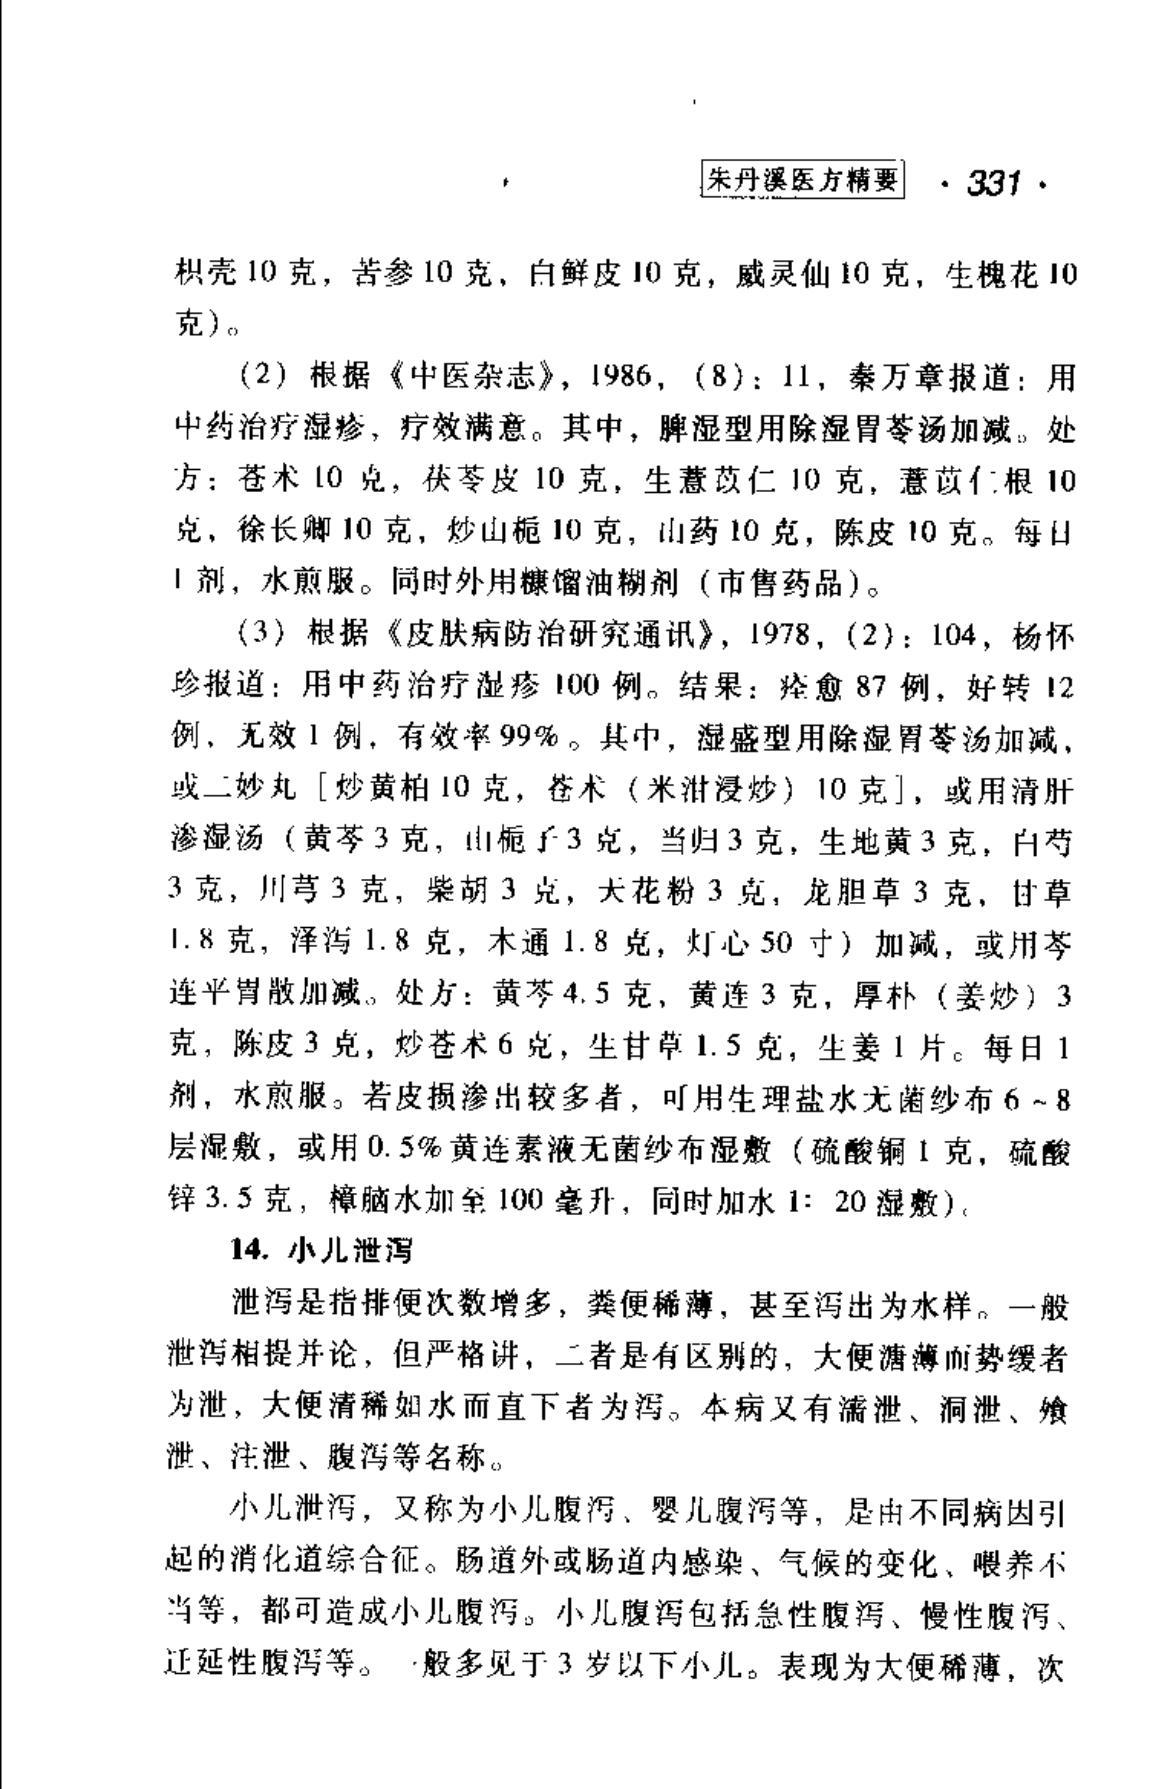 朱丹溪医方精要 · 331 ·
枳壳 10 克，苦参 10 克，白鲜皮 10 克，威灵仙 10 克，生槐花 10
克）。
（2）根据《中医杂志》，1986，（8）：11，秦万章报道：用
中药治疗湿疹，疗效满意。其中，脾湿型用除湿胃苓汤加减。处
方：苍术 10 克，茯苓皮 10 克，生薏苡仁 10 克，薏苡仁根 10
克，徐长卿 10 克，炒山栀 10 克，山药 10 克，陈皮 10 克。每日
1 剂，水煎服。同时外用糠馏油糊剂（市售药品）。
（3）根据《皮肤病防治研究通讯》，1978，（2）：104，杨怀
珍报道：用中药治疗湿疹 100 例。结果：痊愈 87 例，好转 12
例，无效 1 例，有效率 99%。其中，湿盛型用除湿胃苓汤加减，
或二妙丸［炒黄柏 10 克，苍术（米泔浸炒）10 克］，或用清肝
渗湿汤（黄芩 3 克，山栀子 3 克，当归 3 克，生地黄 3 克，白芍
3 克，川芎 3 克，柴胡 3 克，天花粉 3 克，龙胆草 3 克，甘草
1.8 克，泽泻 1.8 克，木通 1.8 克，灯心 50 寸）加减，或用芩
连平胃散加减。处方：黄芩 4.5 克，黄连 3 克，厚朴（姜炒）3
克，陈皮 3 克，炒苍术 6 克，生甘草 1.5 克，生姜 1 片。每日 1
剂，水煎服。若皮损渗出较多者，可用生理盐水无菌纱布 6～8
层湿敷，或用 0.5% 黄连素液无菌纱布湿敷（硫酸铜 1 克，硫酸
锌 3.5 克，樟脑水加至 100 毫升，同时加水 1∶20 湿敷）。
14. 小儿泄泻
泄泻是指排便次数增多，粪便稀薄，甚至泻出为水样。一般
泄泻相提并论，但严格讲，二者是有区别的，大便溏薄而势缓者
为泄，大便清稀如水而直下者为泻。本病又有濡泄、洞泄、飧
泄、注泄、腹泻等名称。
小儿泄泻，又称为小儿腹泻、婴儿腹泻等，是由不同病因引
起的消化道综合征。肠道外或肠道内感染、气候的变化、喂养不
当等，都可造成小儿腹泻。小儿腹泻包括急性腹泻、慢性腹泻、
迁延性腹泻等。一般多见于 3 岁以下小儿。表现为大便稀薄，次